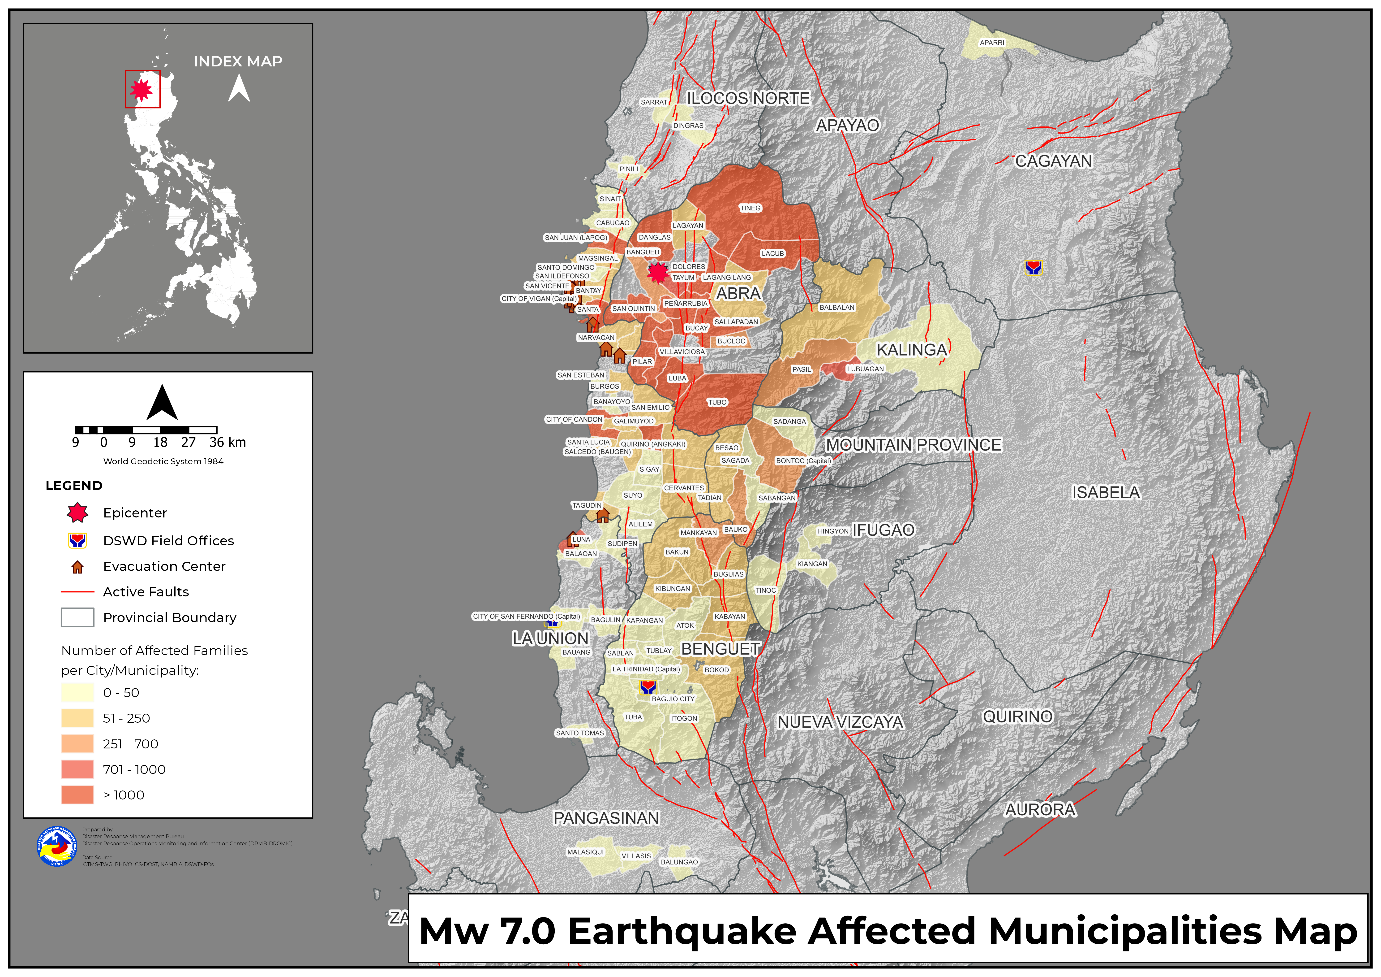 INDEX MAP
9 0 9 18 27 36 km
World Geodetic System 1984
LEGEND
Epicenter
DSWD Field Offices
Evacuation Center
Active Faults
Provincial Boundary
Number of Affected Families
per City/Municipality:
0 - 50
51 - 250
251 - 700
701 - 1000
> 1000
APARRI
SARRAT
ILOCOS NORTE
DINGRAS
APAYAO
CAGAYAN
PINILI
SINAIT
CABUGAO
LAGAYAN
SAN JUAN (LAPOG)
DANGLAS
BANGUED
LACUB
MAGSINGAL
SANTO DOMINGO
DOLORES
SAN ILDEFONSO
TAYUM
LAGANGILANG
SAN VICENTE
BANTAY
ABRA
CITY OF VIGAN (Capital)
PEÑARRUBIA
SANTA
SAN QUINTIN
BALBALAN
SALLAPADAN
BUCAY
NARVACAN
BUCLOC
KALINGA
VILLAVICIOSA
PILAR
PASIL
LUBUAGAN
SAN ESTEBAN
LUBA
BURGOS
BANAYOYO
TUBO
SAN EMILIO
CITY OF CANDON
GALIMUYOD
SADANGA
SANTA LUCIA
QUIRINO (ANGKAKI)
MOUNTAIN PROVINCE
SALCEDO (BAUGEN)
BESAO
SAGADA
BONTOC (Capital)
SIGAY
CERVANTES
SUYO
TADIAN
SABANGAN
ISABELA
TAGUDIN
ALILEM
MANKAYAN
BAUKO
HINGYON
IFUGAO
LUNA
SUDIPEN
BALAOAN
BAKUN
KIANGAN
BUGUIAS
KIBUNGAN
TINOC
CITY OF SAN FERNANDO (Capital)
BAGULIN
KAPANGAN
ATOK
KABAYAN
LA UNION
BAUANG
SABLAN
TUBLAY
BENGUET
LA TRINIDAD (Capital)
BOKOD
BAGUIO CITY
TUBA
ITOGON
NUEVA VIZCAYA
QUIRINO
SANTO TOMAS
AURORA
PANGASINAN
MALASIQUI
VILLASIS
BALUNGAO
ZA
Mw 7.0 Earthquake Affected Municipalities Map